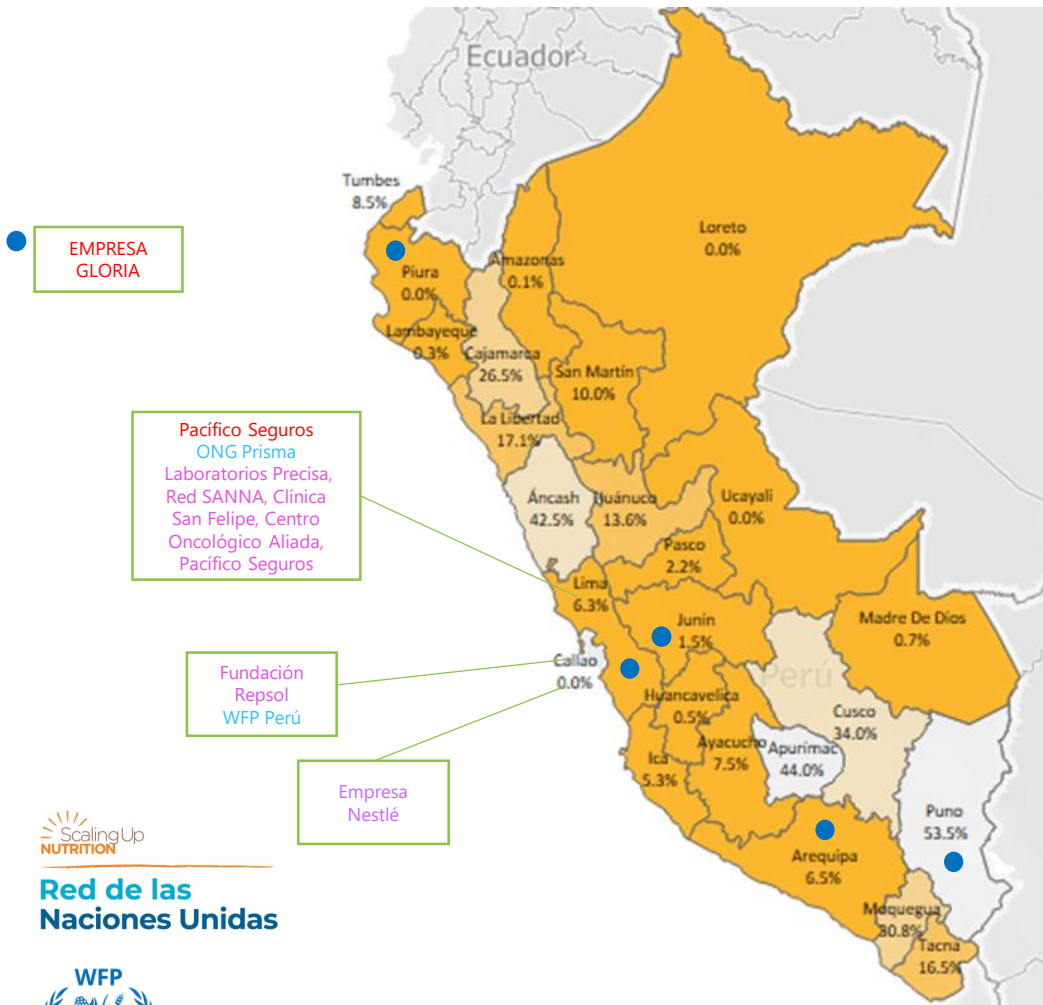 Ecuador
Tumbes
8.5%
Loreto
0.0%
EMPRESA
GLORIA
Piura
0.0%
Amazonas
0.1%
Lambayeque
0.3%
Cajamarca
26.5%
San Martín
10.0%
La Libertad
17.1%
Pacífico Seguros
ONG Prisma
Laboratorios Precisa,
Red SANNA, Clínica
San Felipe, Centro
Oncológico Aliada,
Pacífico Seguros
Áncash
42.5%
Huánuco
13.6%
Ucayali
0.0%
Pasco
2.2%
Lima
6.3%
Junín
1.5%
Madre De Dios
0.7%
Callao
0.0%
Perú
Fundación
Repsol
WFP Perú
Huancavelica
0.5%
Cusco
34.0%
Ica
5.3%
Ayacucho
7.5%
Apurímac
44.0%
Empresa
Nestlé
Puno
53.5%
Arequipa
6.5%
Moquegua
30.8%
Tacna
16.5%
Scaling Up
NUTRITION
Red de las
Naciones Unidas
WFP